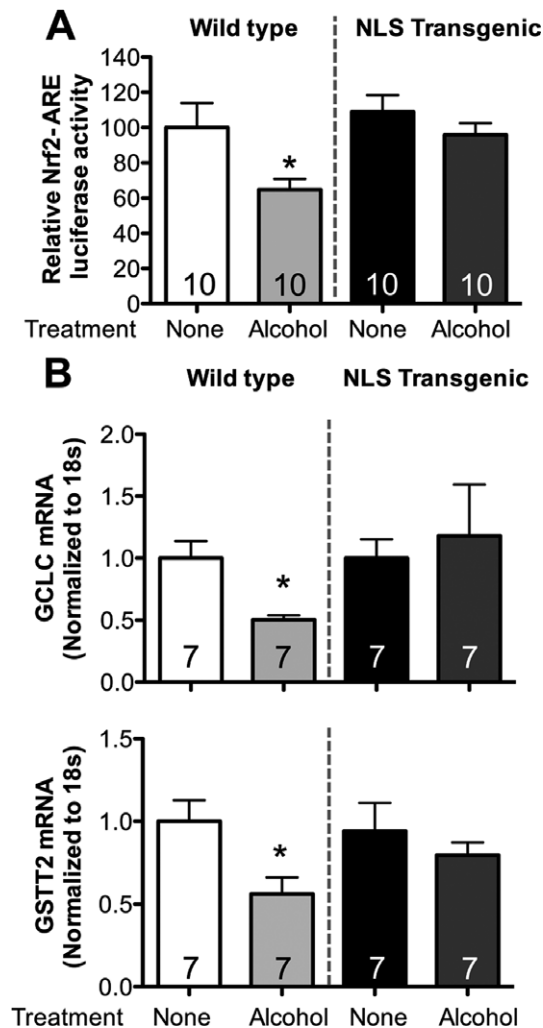 A
Wild type NLS Transgenic
Relative Nrf2-ARE
luciferase activity
140
120
100
80
60
40
20
0
*
10 10 10 10
Treatment None Alcohol None Alcohol
B
Wild type NLS Transgenic
GCLC mRNA
(Normalized to 18s)
2.0
1.5
1.0
0.5
0.0
*
7 7 7 7
GSTT2 mRNA
(Normalized to 18s)
1.5
1.0
0.5
0.0
*
7 7 7 7
Treatment None Alcohol None Alcohol